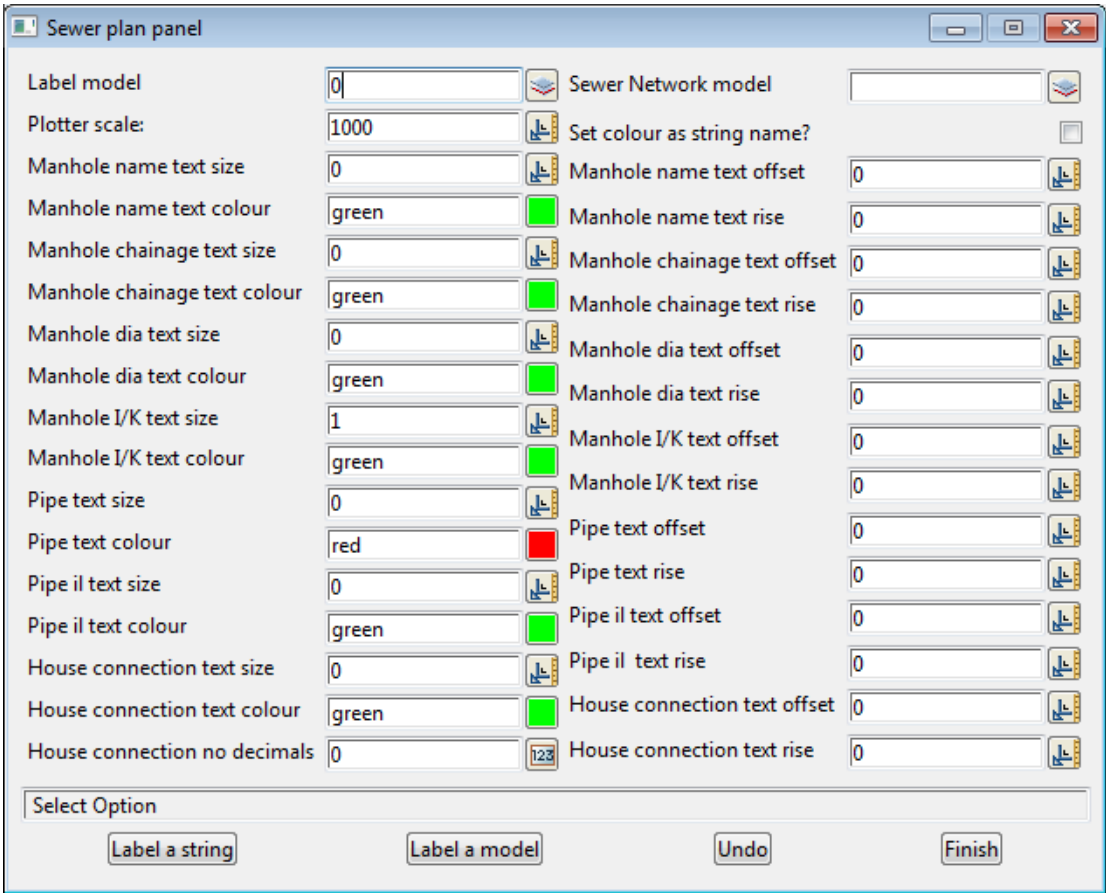 Sewer plan panel
Label model 0 Sewer Network model
Plotter scale: 1000 Set colour as string name?
Manhole name text size 0 Manhole name text offset 0
Manhole name text colour green Manhole name text rise 0
Manhole chainage text size 0 Manhole chainage text offset 0
Manhole chainage text colour green Manhole chainage text rise 0
Manhole dia text size 0 Manhole dia text offset 0
Manhole dia text colour green Manhole dia text rise 0
Manhole I/K text size 1 Manhole I/K text offset 0
Manhole I/K text colour green Manhole I/K text rise 0
Pipe text size 0 Pipe text offset 0
Pipe text colour red Pipe text rise 0
Pipe il text size 0 Pipe il text offset 0
Pipe il text colour green Pipe il  text rise 0
House connection text size 0 House connection text offset 0
House connection text colour green House connection text rise 0
House connection no decimals 0 123
Select Option
Label a string Label a model Undo Finish